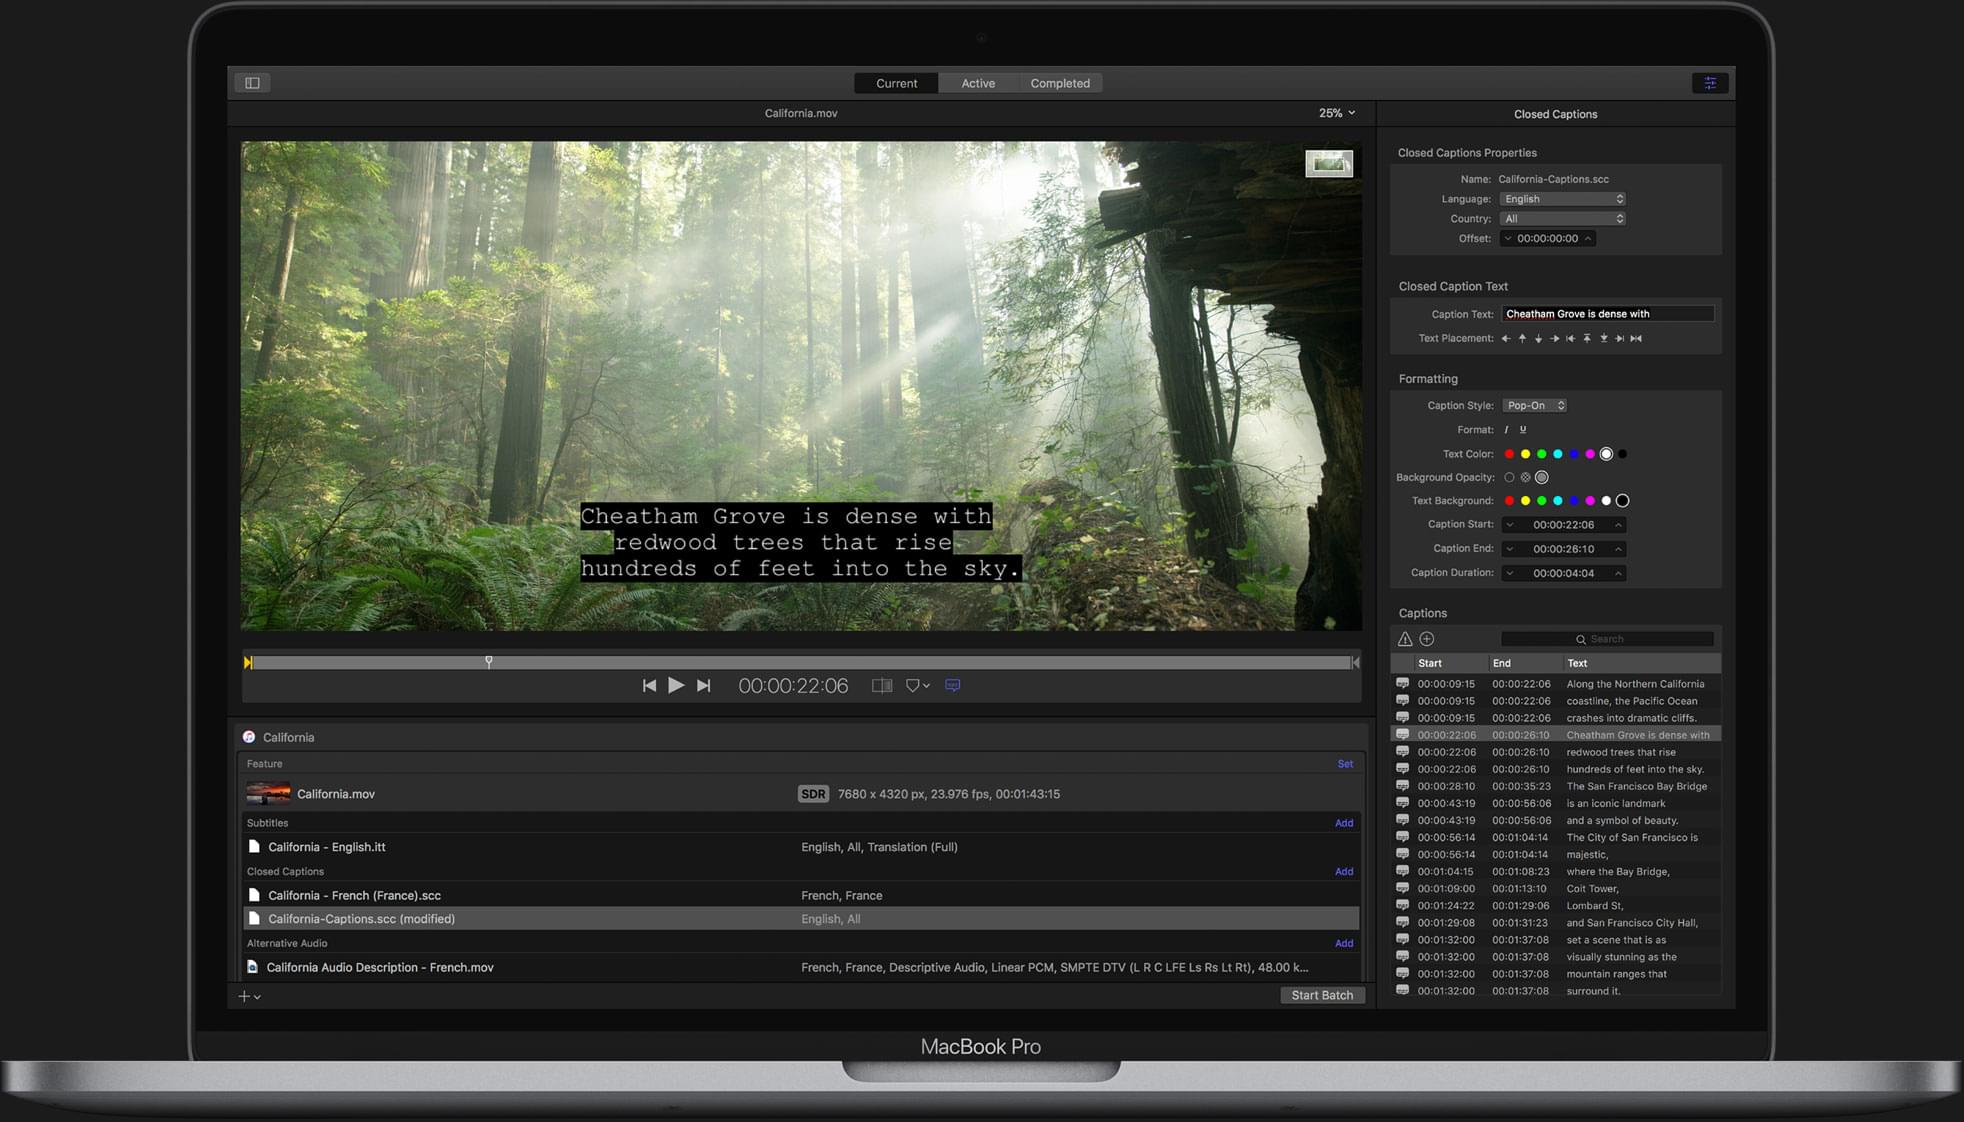 Current Active Completed
California.mov 25%
Closed Captions
Cheatham Grove is dense with
redwood trees that rise
hundreds of feet into the sky.
00:00:22:06
California
Feature Set
California.mov SDR 7680 x 4320 px, 23.976 fps, 00:01:43:15
Subtitles Add
California - English.itt English, All, Translation (Full)
Closed Captions Add
California - French (France).scc French, France
California-Captions.scc (modified) English, All
Alternative Audio Add
California Audio Description - French.mov French, France, Descriptive Audio, Linear PCM, SMPTE DTV (L R C LFE Ls Rs Lt Rt), 48.00 k...
Start Batch
Closed Captions Properties
Name: California-Captions.scc
Language: English
Country: All
Offset: 00:00:00:00
Closed Caption Text
Caption Text: Cheatham Grove is dense with
Text Placement:
Formatting
Caption Style: Pop-On
Format: I U
Text Color:
Background Opacity:
Text Background:
Caption Start: 00:00:22:06
Caption End: 00:00:26:10
Caption Duration: 00:00:04:04
Captions
Search
Start End Text
00:00:09:15 00:00:22:06 Along the Northern California
00:00:09:15 00:00:22:06 coastline, the Pacific Ocean
00:00:09:15 00:00:22:06 crashes into dramatic cliffs.
00:00:22:06 00:00:26:10 Cheatham Grove is dense with
00:00:22:06 00:00:26:10 redwood trees that rise
00:00:22:06 00:00:26:10 hundreds of feet into the sky.
00:00:28:10 00:00:35:23 The San Francisco Bay Bridge
00:00:43:19 00:00:56:06 is an iconic landmark
00:00:43:19 00:00:56:06 and a symbol of beauty.
00:00:56:14 00:01:04:14 The City of San Francisco is
00:00:56:14 00:01:04:14 majestic,
00:01:04:15 00:01:08:23 where the Bay Bridge,
00:01:09:00 00:01:13:10 Coit Tower,
00:01:24:22 00:01:29:06 Lombard St,
00:01:29:08 00:01:31:23 and San Francisco City Hall,
00:01:32:00 00:01:37:08 set a scene that is as
00:01:32:00 00:01:37:08 visually stunning as the
00:01:32:00 00:01:37:08 mountain ranges that
00:01:32:00 00:01:37:08 surround it.
MacBook Pro